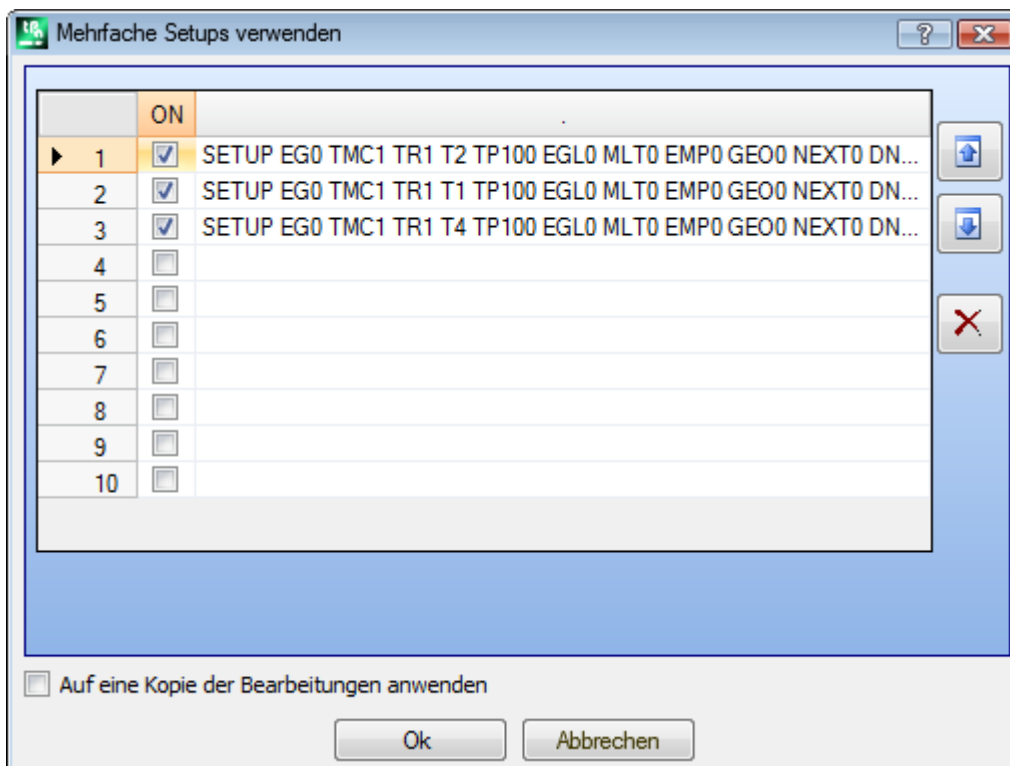 Mehrfache Setups verwenden
ON .
1 SETUP EG0 TMC1 TR1 T2 TP100 EGL0 MLT0 EMP0 GEO0 NEXT0 DN...
2 SETUP EG0 TMC1 TR1 T1 TP100 EGL0 MLT0 EMP0 GEO0 NEXT0 DN...
3 SETUP EG0 TMC1 TR1 T4 TP100 EGL0 MLT0 EMP0 GEO0 NEXT0 DN...
4
5
6
7
8
9
10
Auf eine Kopie der Bearbeitungen anwenden
Ok Abbrechen